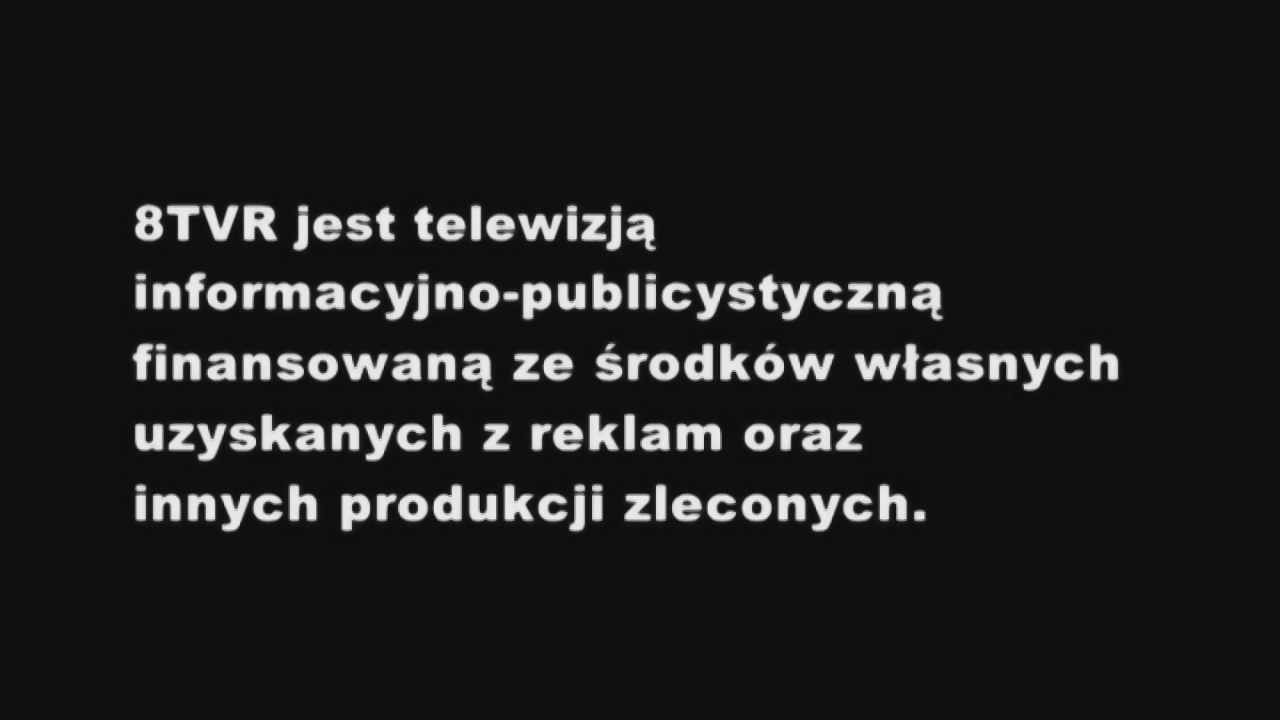 8TVR jest telewizją
informacyjno-publicystyczną
finansowaną ze środków własnych
uzyskanych z reklam oraz
innych produkcji zleconych.